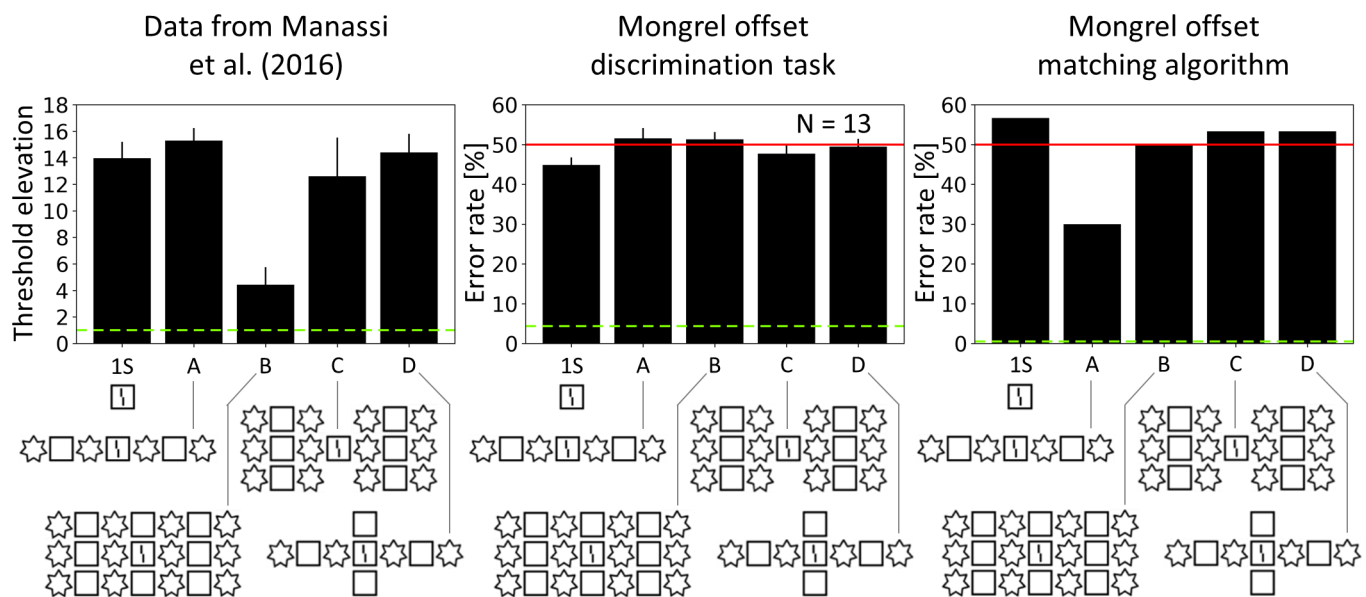 Data from Manassi
et al. (2016)
Threshold elevation
18
16
14
12
10
8
6
4
2
0
1S
A
B
C
D
Mongrel offset
discrimination task
Error rate [%]
60
50
40
30
20
10
0
N = 13
1S
A
B
C
D
Mongrel offset
matching algorithm
Error rate [%]
60
50
40
30
20
10
0
1S
A
B
C
D